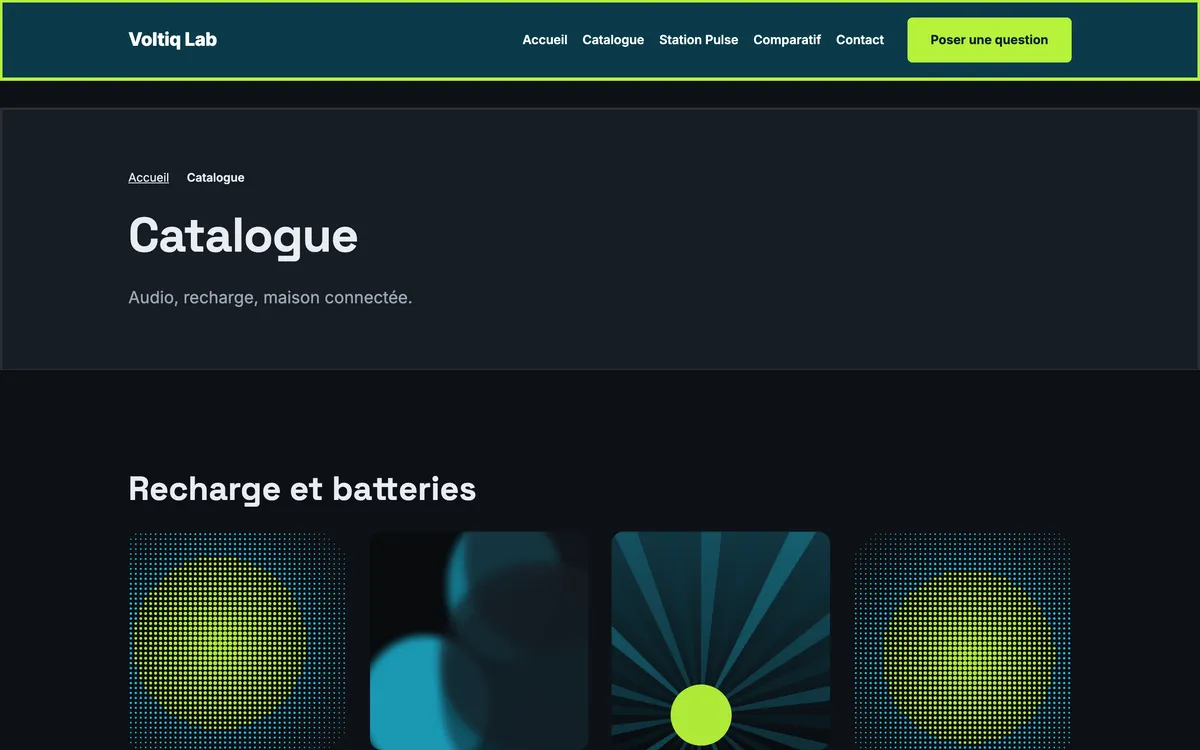 Voltiq Lab
Accueil Catalogue Station Pulse Comparatif Contact Poser une question
Accueil Catalogue
Catalogue
Audio, recharge, maison connectée.
Recharge et batteries